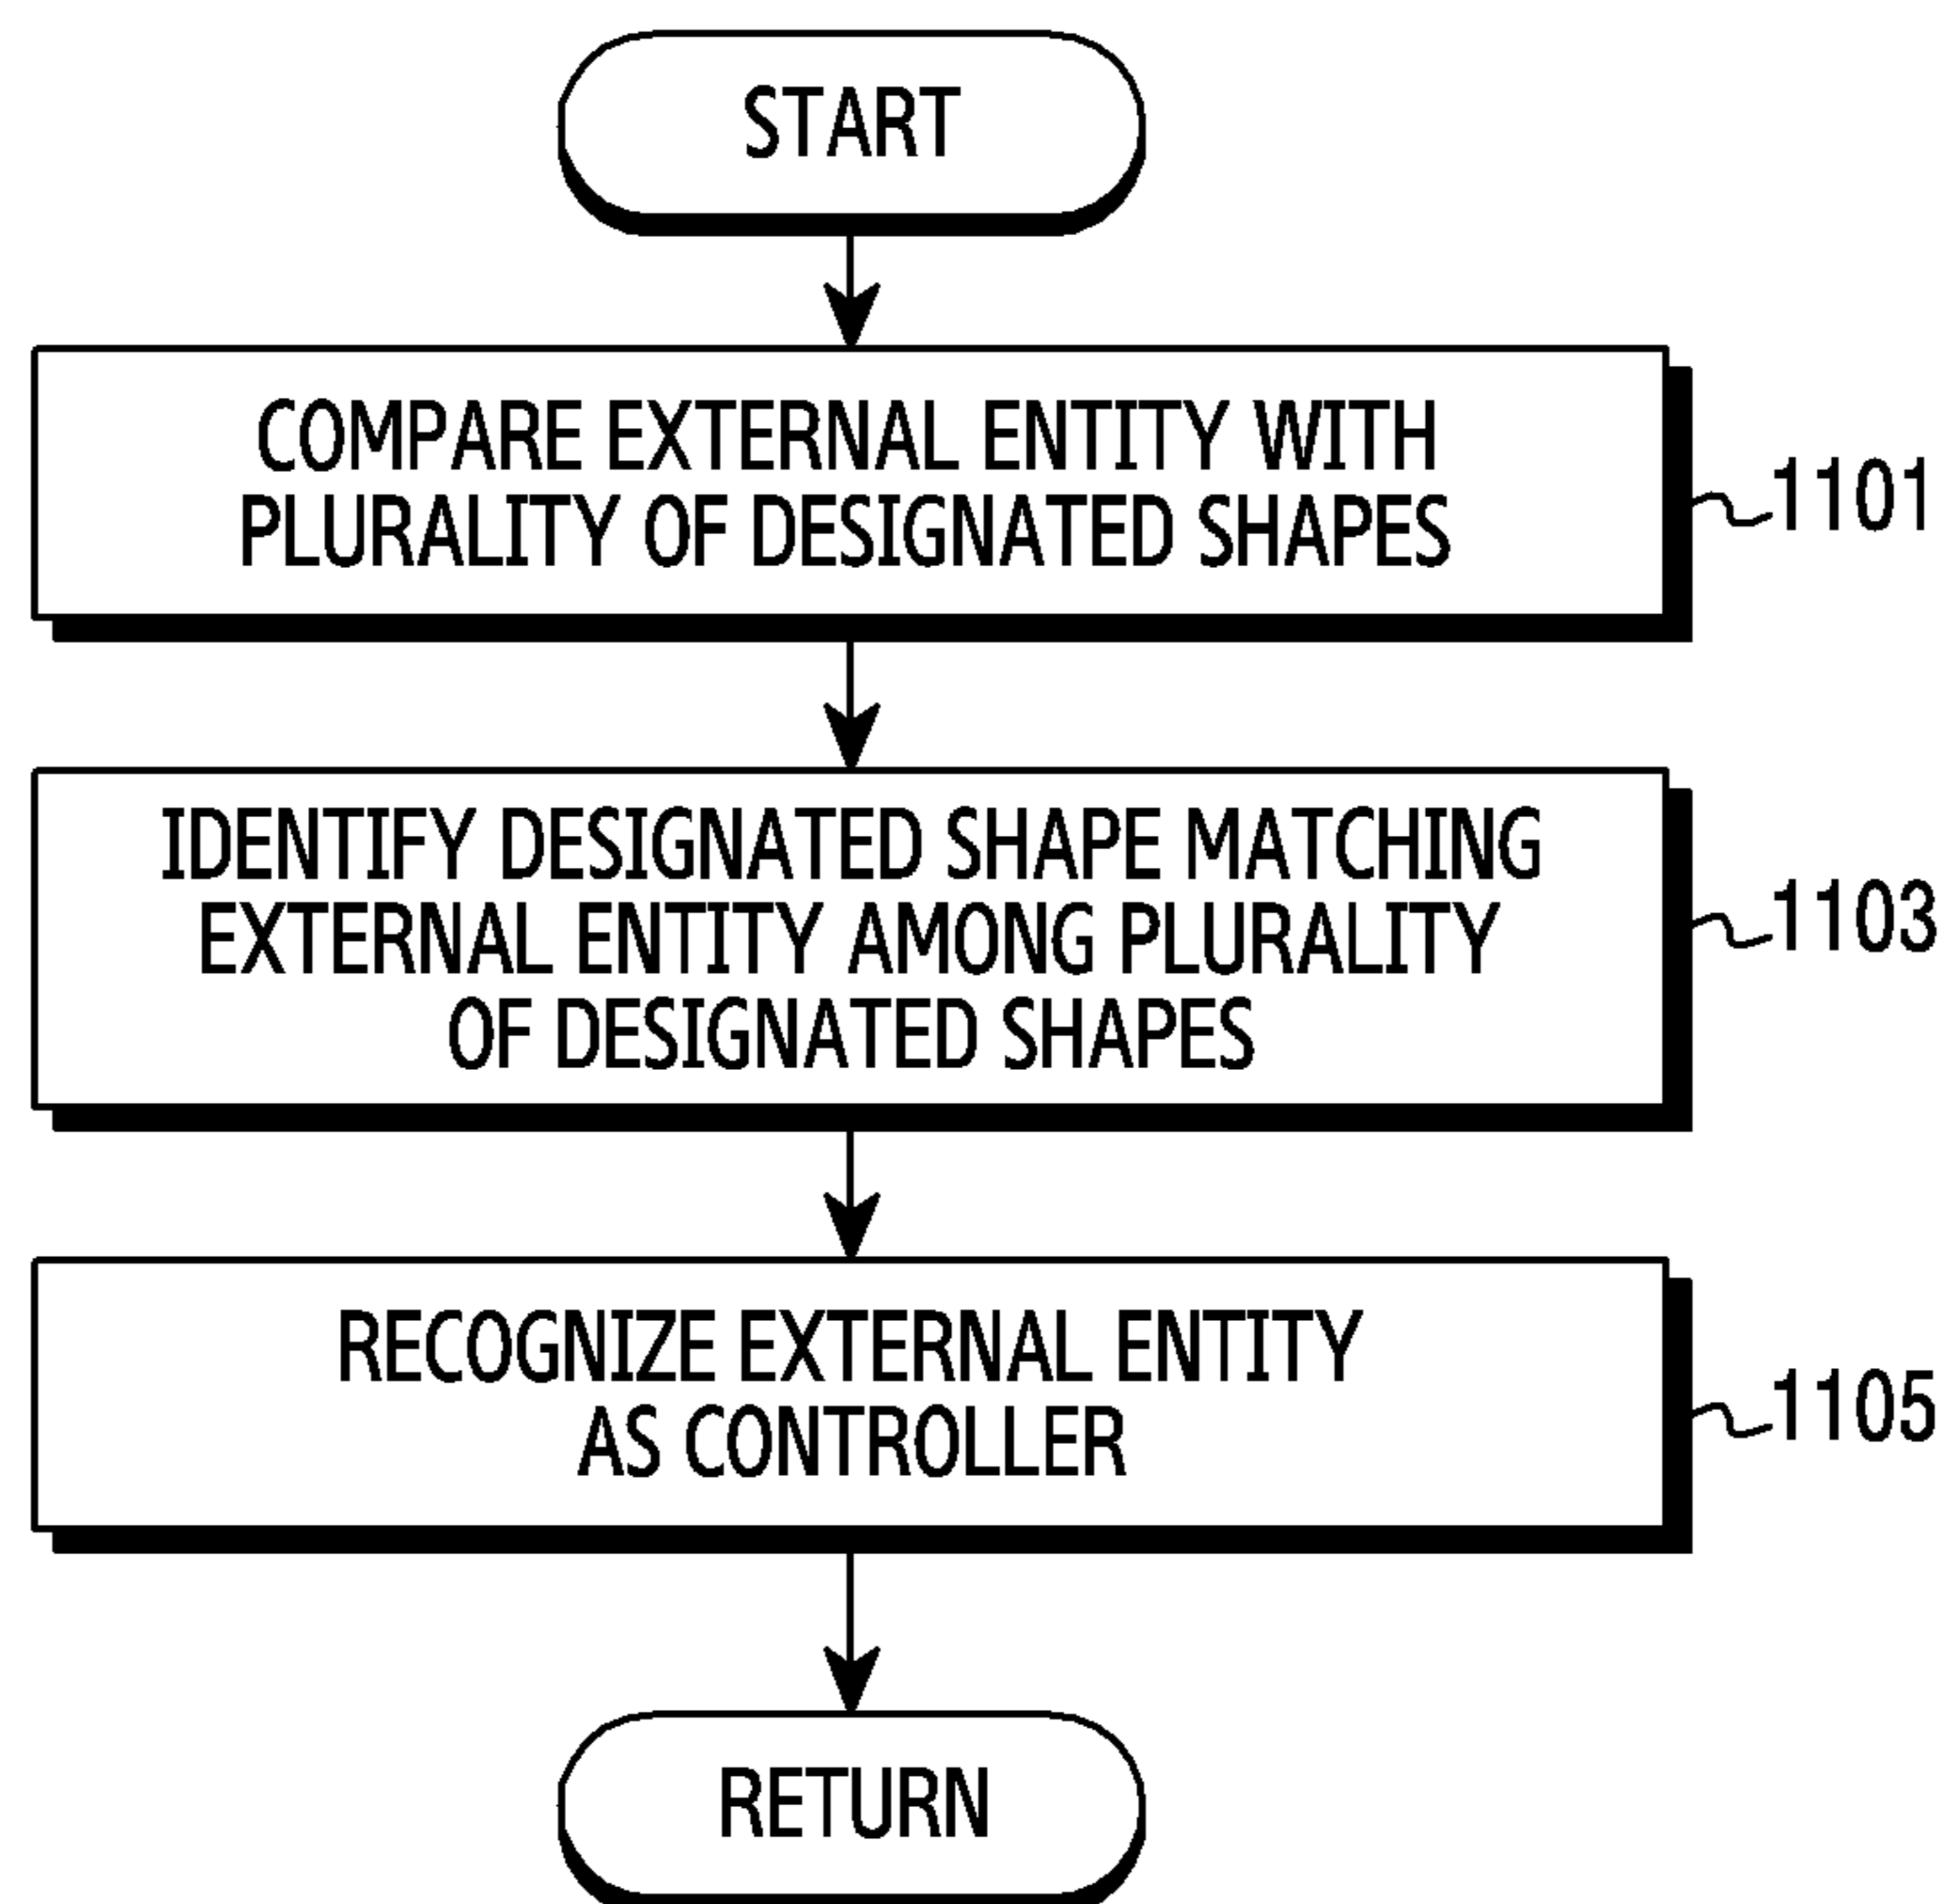 START
COMPARE EXTERNAL ENTITY WITH
PLURALITY OF DESIGNATED SHAPES
1101
IDENTIFY DESIGNATED SHAPE MATCHING
EXTERNAL ENTITY AMONG PLURALITY
OF DESIGNATED SHAPES
1103
RECOGNIZE EXTERNAL ENTITY
AS CONTROLLER
1105
RETURN